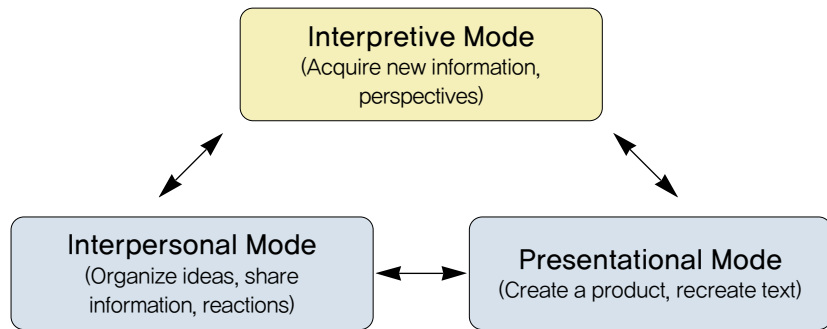 Interpretive Mode
(Acquire new information,
perspectives)
Interpersonal Mode
(Organize ideas, share
information, reactions)
Presentational Mode
(Create a product, recreate text)